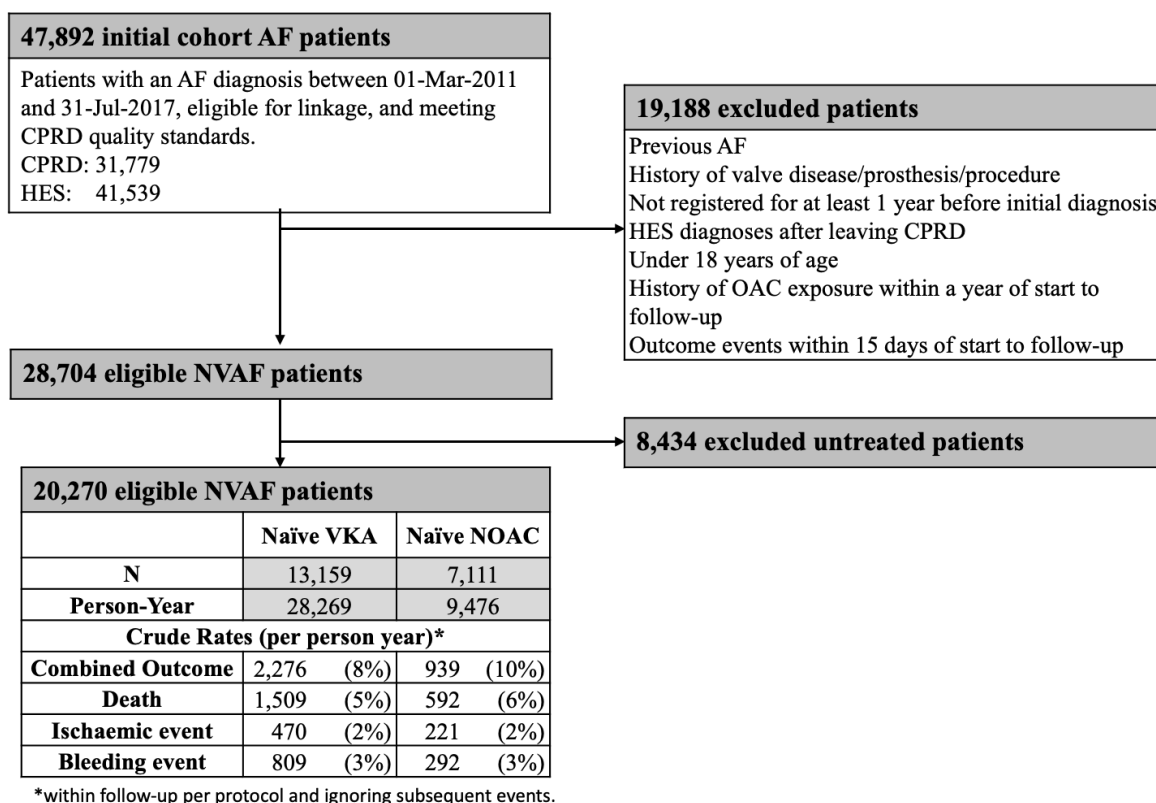 47,892 initial cohort AF patients
Patients with an AF diagnosis between 01-Mar-2011
and 31-Jul-2017, eligible for linkage, and meeting
CPRD quality standards.
CPRD: 31,779
HES: 41,539
19,188 excluded patients
Previous AF
History of valve disease/prosthesis/procedure
Not registered for at least 1 year before initial diagnosis
HES diagnoses after leaving CPRD
Under 18 years of age
History of OAC exposure within a year of start to
follow-up
Outcome events within 15 days of start to follow-up
28,704 eligible NVAF patients
8,434 excluded untreated patients
20,270 eligible NVAF patients
Naïve VKA Naïve NOAC
N 13,159 7,111
Person-Year 28,269 9,476
Crude Rates (per person year)*
Combined Outcome 2,276 (8%) 939 (10%)
Death 1,509 (5%) 592 (6%)
Ischaemic event 470 (2%) 221 (2%)
Bleeding event 809 (3%) 292 (3%)
*within follow-up per protocol and ignoring subsequent events.